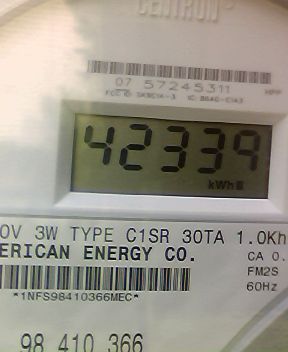 CENTRON
07 57245311
42339
kWh
0V 3W TYPE C1SR 30TA 1.0Kh
ERICAN ENERGY CO. CA 0.
FM2S
60Hz
*1NFS98410366MEC*
98 410 366